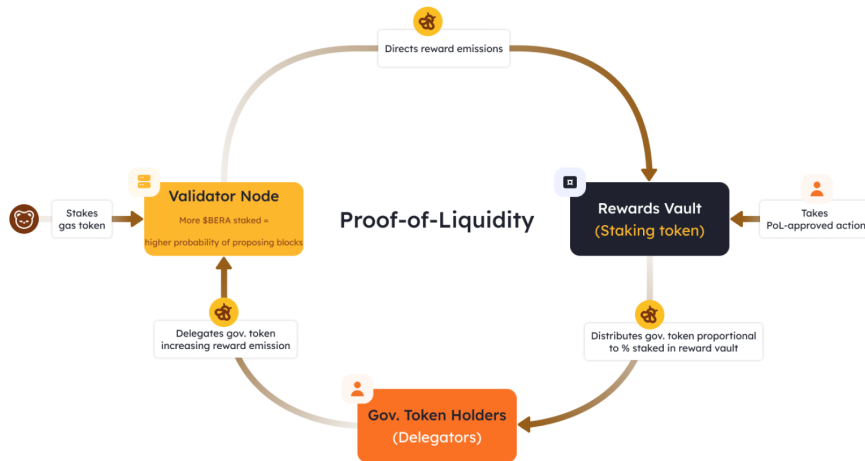 Directs reward emissions
Validator Node
More $BERA staked =
higher probability of proposing blocks
Stakes
gas token
Proof-of-Liquidity
Rewards Vault
(Staking token)
Takes
PoL-approved action
Delegates gov. token
increasing reward emission
Distributes gov. token proportional
to % staked in reward vault
Gov. Token Holders
(Delegators)